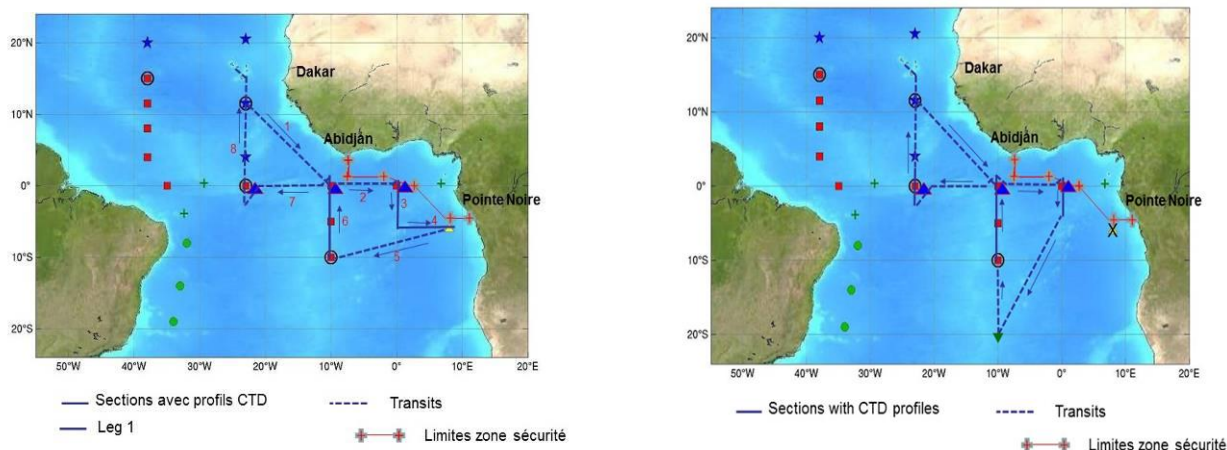 20°N
10°N
0°
10°S
20°S
50°W
40°W
30°W
20°W
10°W
0°
10°E
20°E
Dakar
Abidjan
Pointe Noire
1
2
3
4
5
6
7
8
Sections avec profils CTD
Transits
Leg 1
Limites zone sécurité
20°N
10°N
0°
10°S
20°S
50°W
40°W
30°W
20°W
10°W
0°
10°E
20°E
Dakar
Abidjan
Pointe Noire
X
Sections with CTD profiles
Transits
Limites zone sécurité